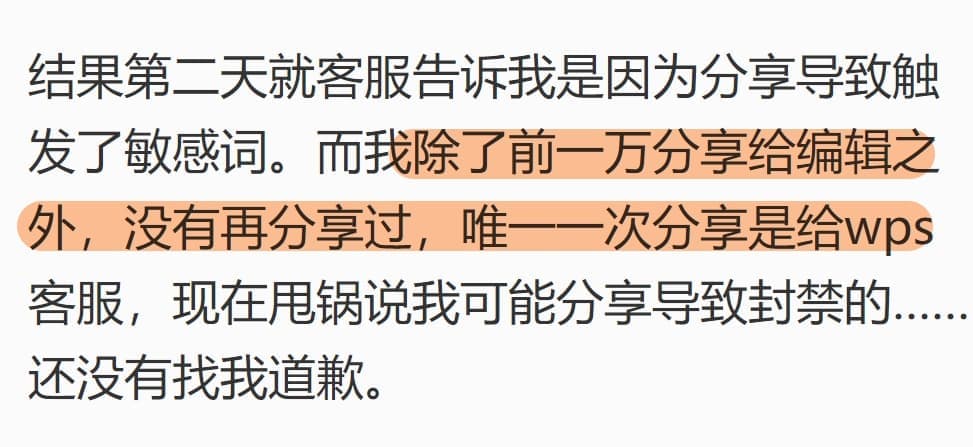 结果第二天就客服告诉我是因为分享导致触
发了敏感词。而我除了前一万分享给编辑之
外，没有再分享过，唯一一次分享是给wps
客服，现在甩锅说我可能分享导致封禁的……
还没有找我道歉。